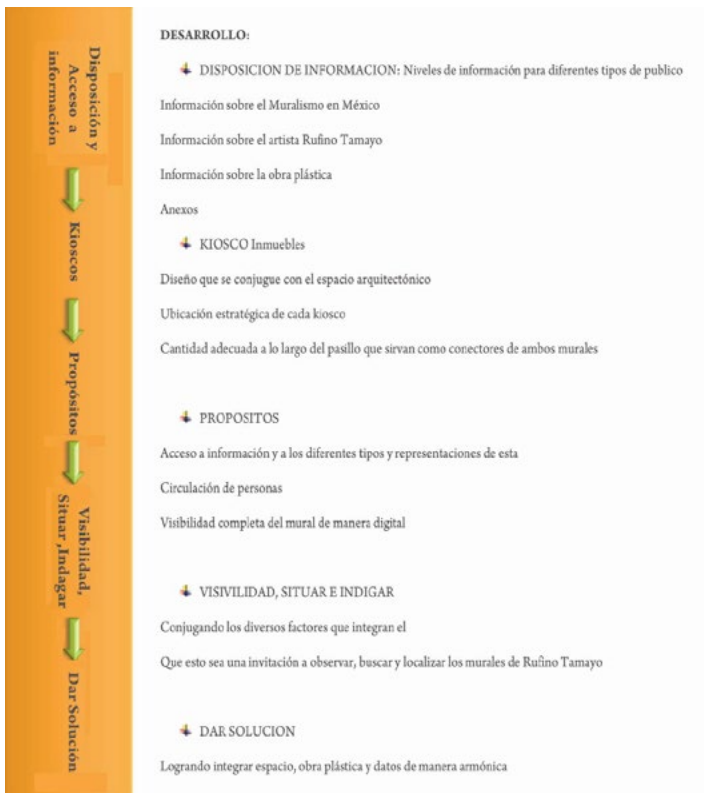 Disposición y
Acceso a
información
Kioscos
Propósitos
Visibilidad,
Situar ,Indagar
Dar Solución
DESARROLLO:
DISPOSICION DE INFORMACION: Niveles de información para diferentes tipos de publico
Información sobre el Muralismo en México
Información sobre el artista Rufino Tamayo
Información sobre la obra plástica
Anexos
KIOSCO Inmuebles
Diseño que se conjugue con el espacio arquitectónico
Ubicación estratégica de cada kiosco
Cantidad adecuada a lo largo del pasillo que sirvan como conectores de ambos murales
PROPOSITOS
Acceso a información y a los diferentes tipos y representaciones de esta
Circulación de personas
Visibilidad completa del mural de manera digital
VISIVILIDAD, SITUAR E INDIGAR
Conjugando los diversos factores que integran el
Que esto sea una invitación a observar, buscar y localizar los murales de Rufino Tamayo
DAR SOLUCION
Logrando integrar espacio, obra plástica y datos de manera armónica